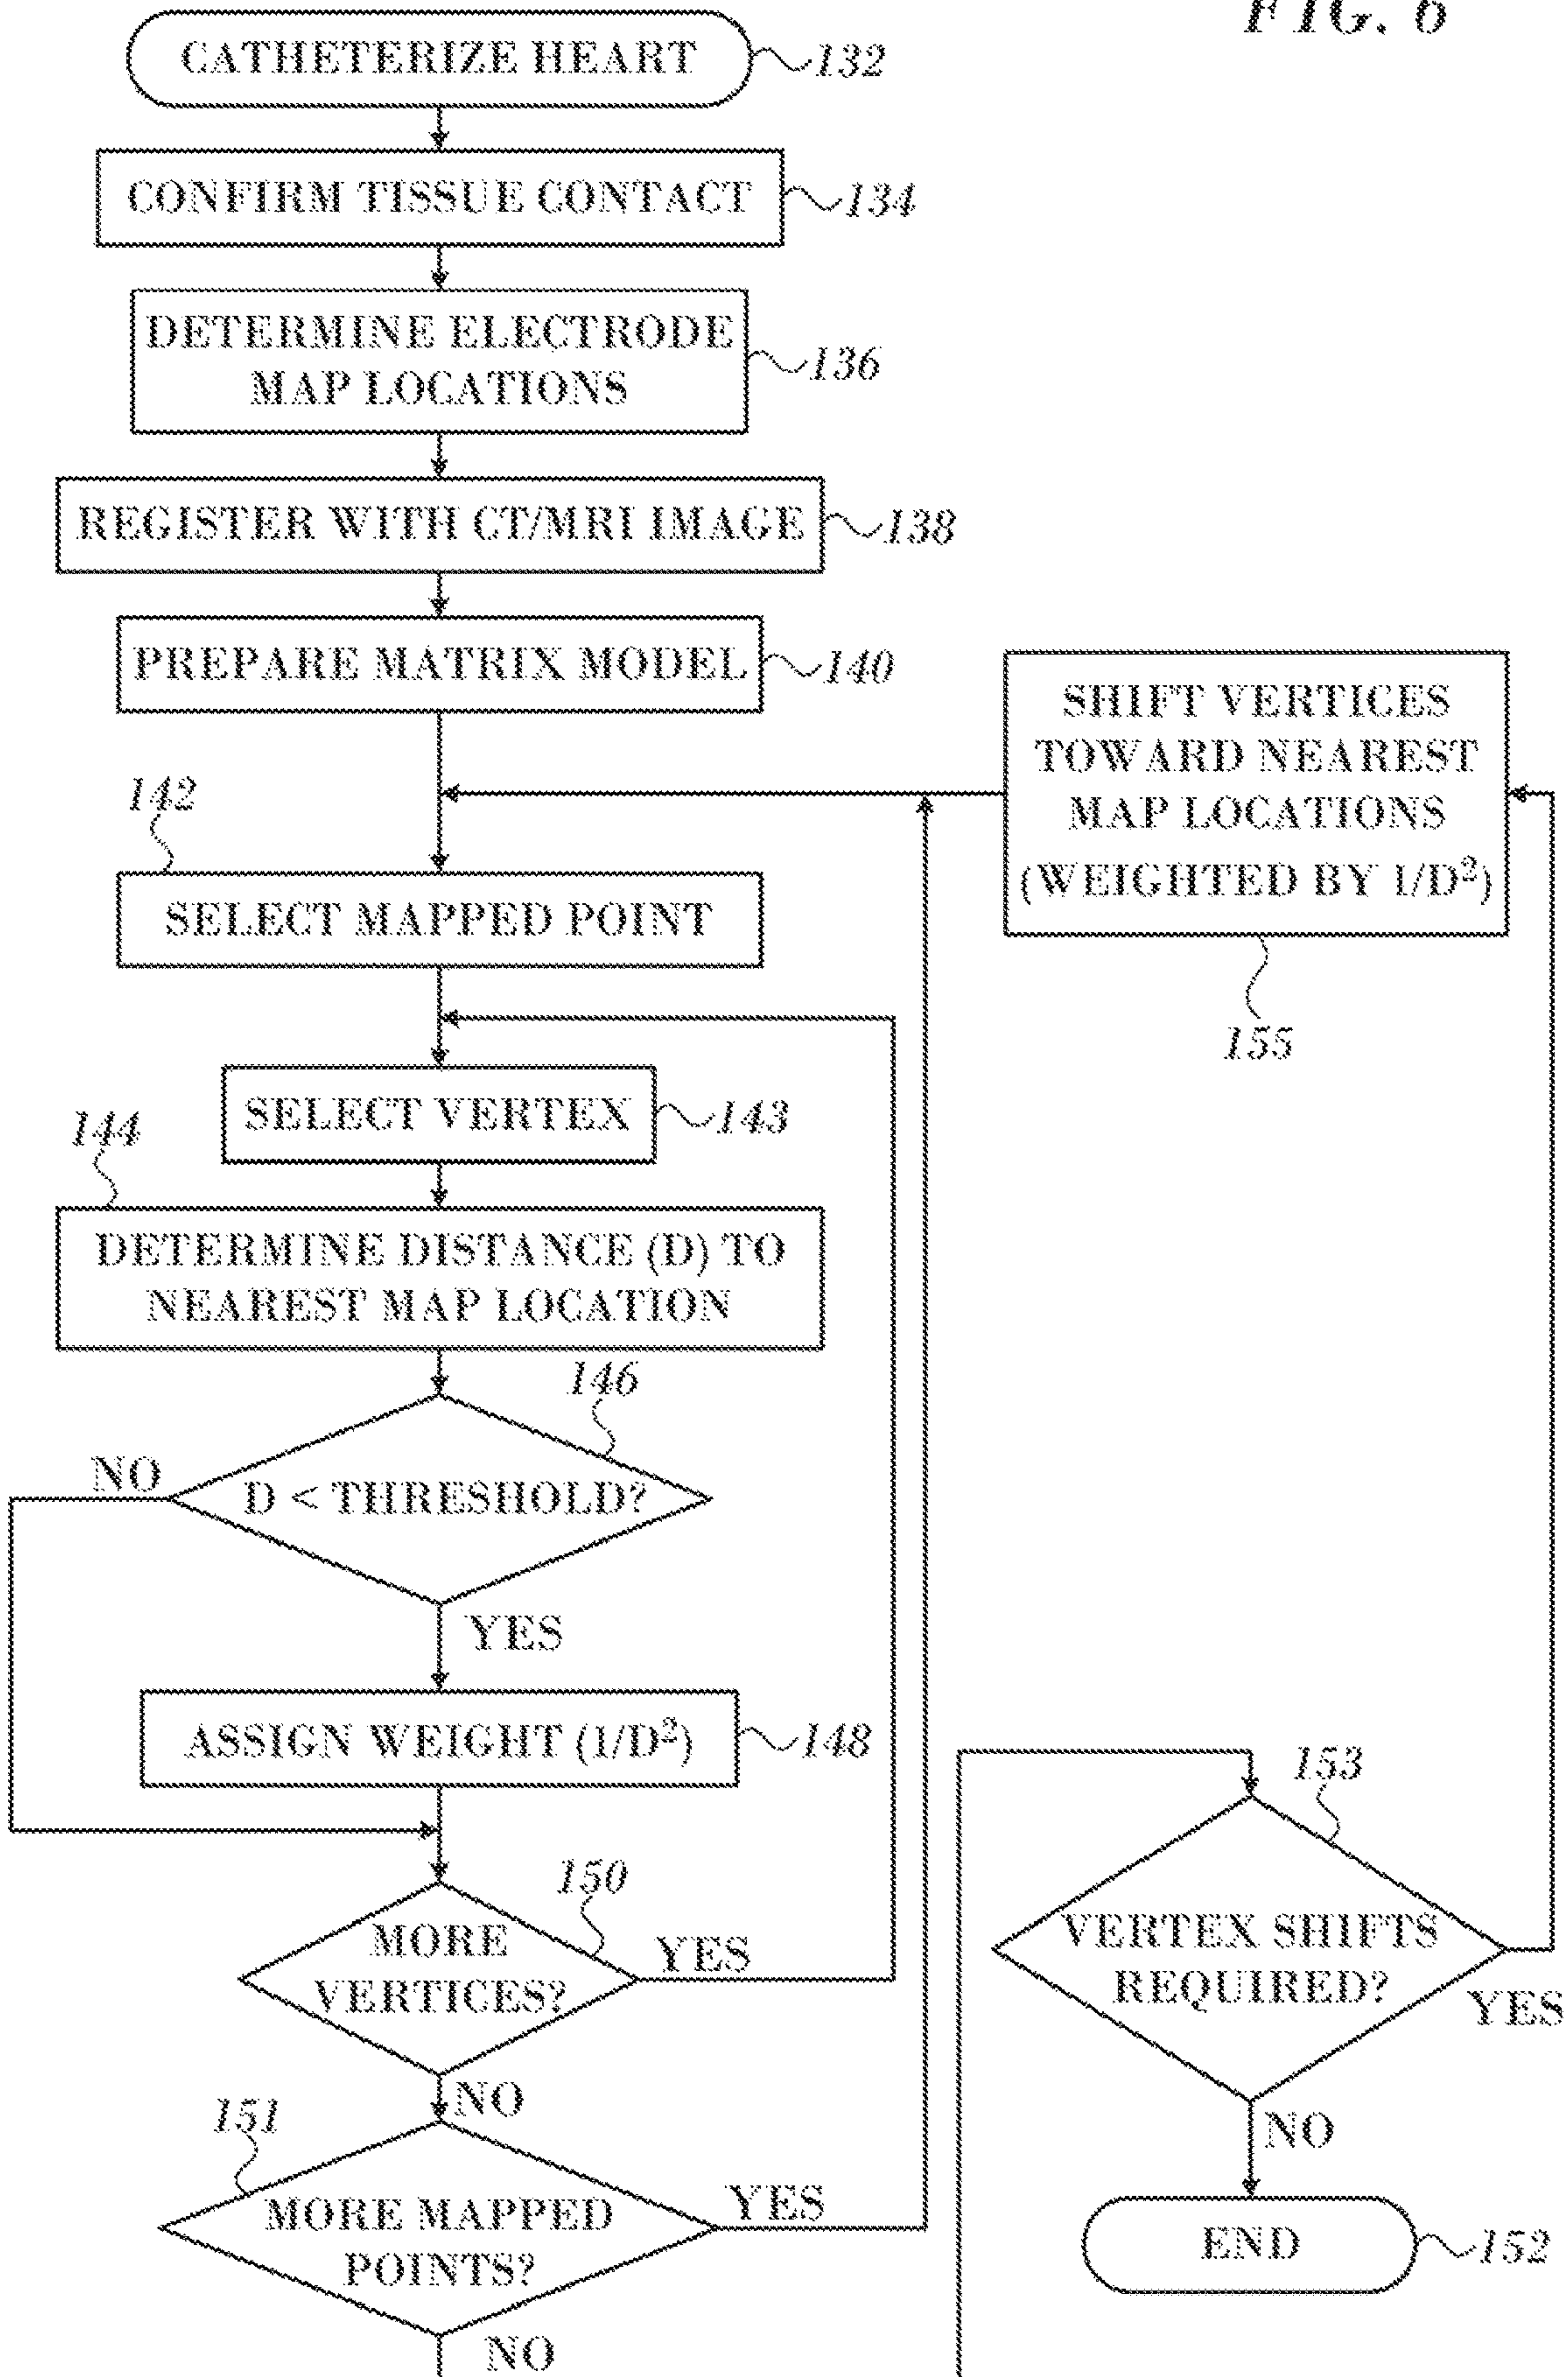 FIG. 6
CATHETERIZE HEART
132
CONFIRM TISSUE CONTACT
134
DETERMINE ELECTRODE
MAP LOCATIONS
136
REGISTER WITH CT/MRI IMAGE
138
PREPARE MATRIX MODEL
140
SHIFT VERTICES
TOWARD NEAREST
MAP LOCATIONS
(WEIGHTED BY 1/D²)
155
142
SELECT MAPPED POINT
SELECT VERTEX
143
144
DETERMINE DISTANCE (D) TO
NEAREST MAP LOCATION
146
D < THRESHOLD?
NO
YES
ASSIGN WEIGHT (1/D²)
148
150
MORE
VERTICES?
YES
NO
151
MORE MAPPED
POINTS?
YES
NO
153
VERTEX SHIFTS
REQUIRED?
YES
NO
END
152